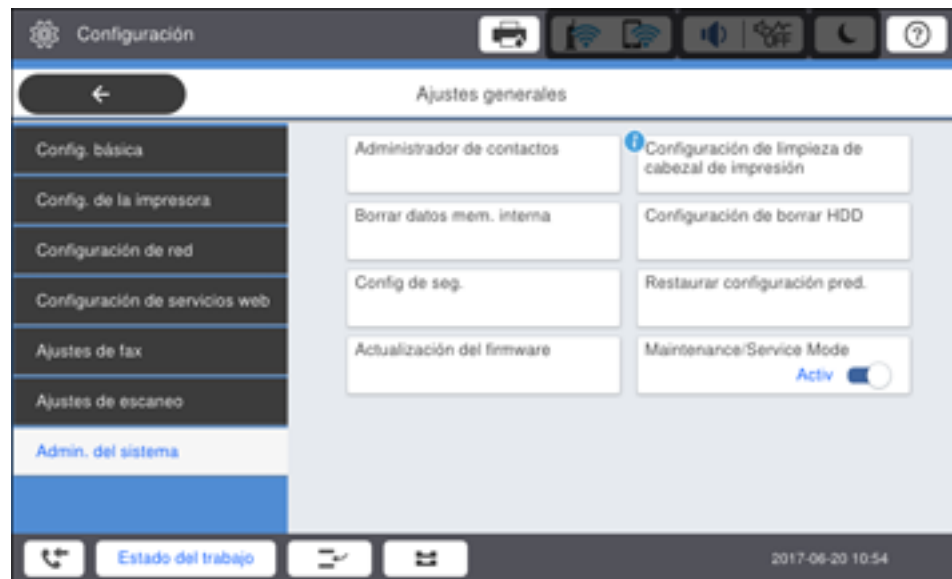 Configuración
OFF
Ajustes generales
Config. básica
Config. de la impresora
Configuración de red
Configuración de servicios web
Ajustes de fax
Ajustes de escaneo
Admin. del sistema
Administrador de contactos
Configuración de limpieza de
cabezal de impresión
Borrar datos mem. interna
Configuración de borrar HDD
Config de seg.
Restaurar configuración pred.
Actualización del firmware
Maintenance/Service Mode
Activ
Estado del trabajo
2017-06-20 10:54